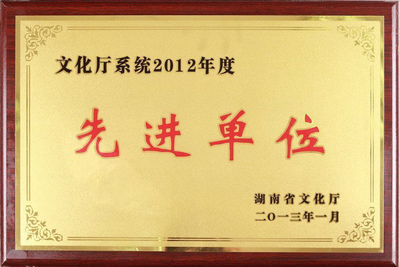 文化厅系统2012年度
先进单位
湖南省文化厅
二〇一三年一月